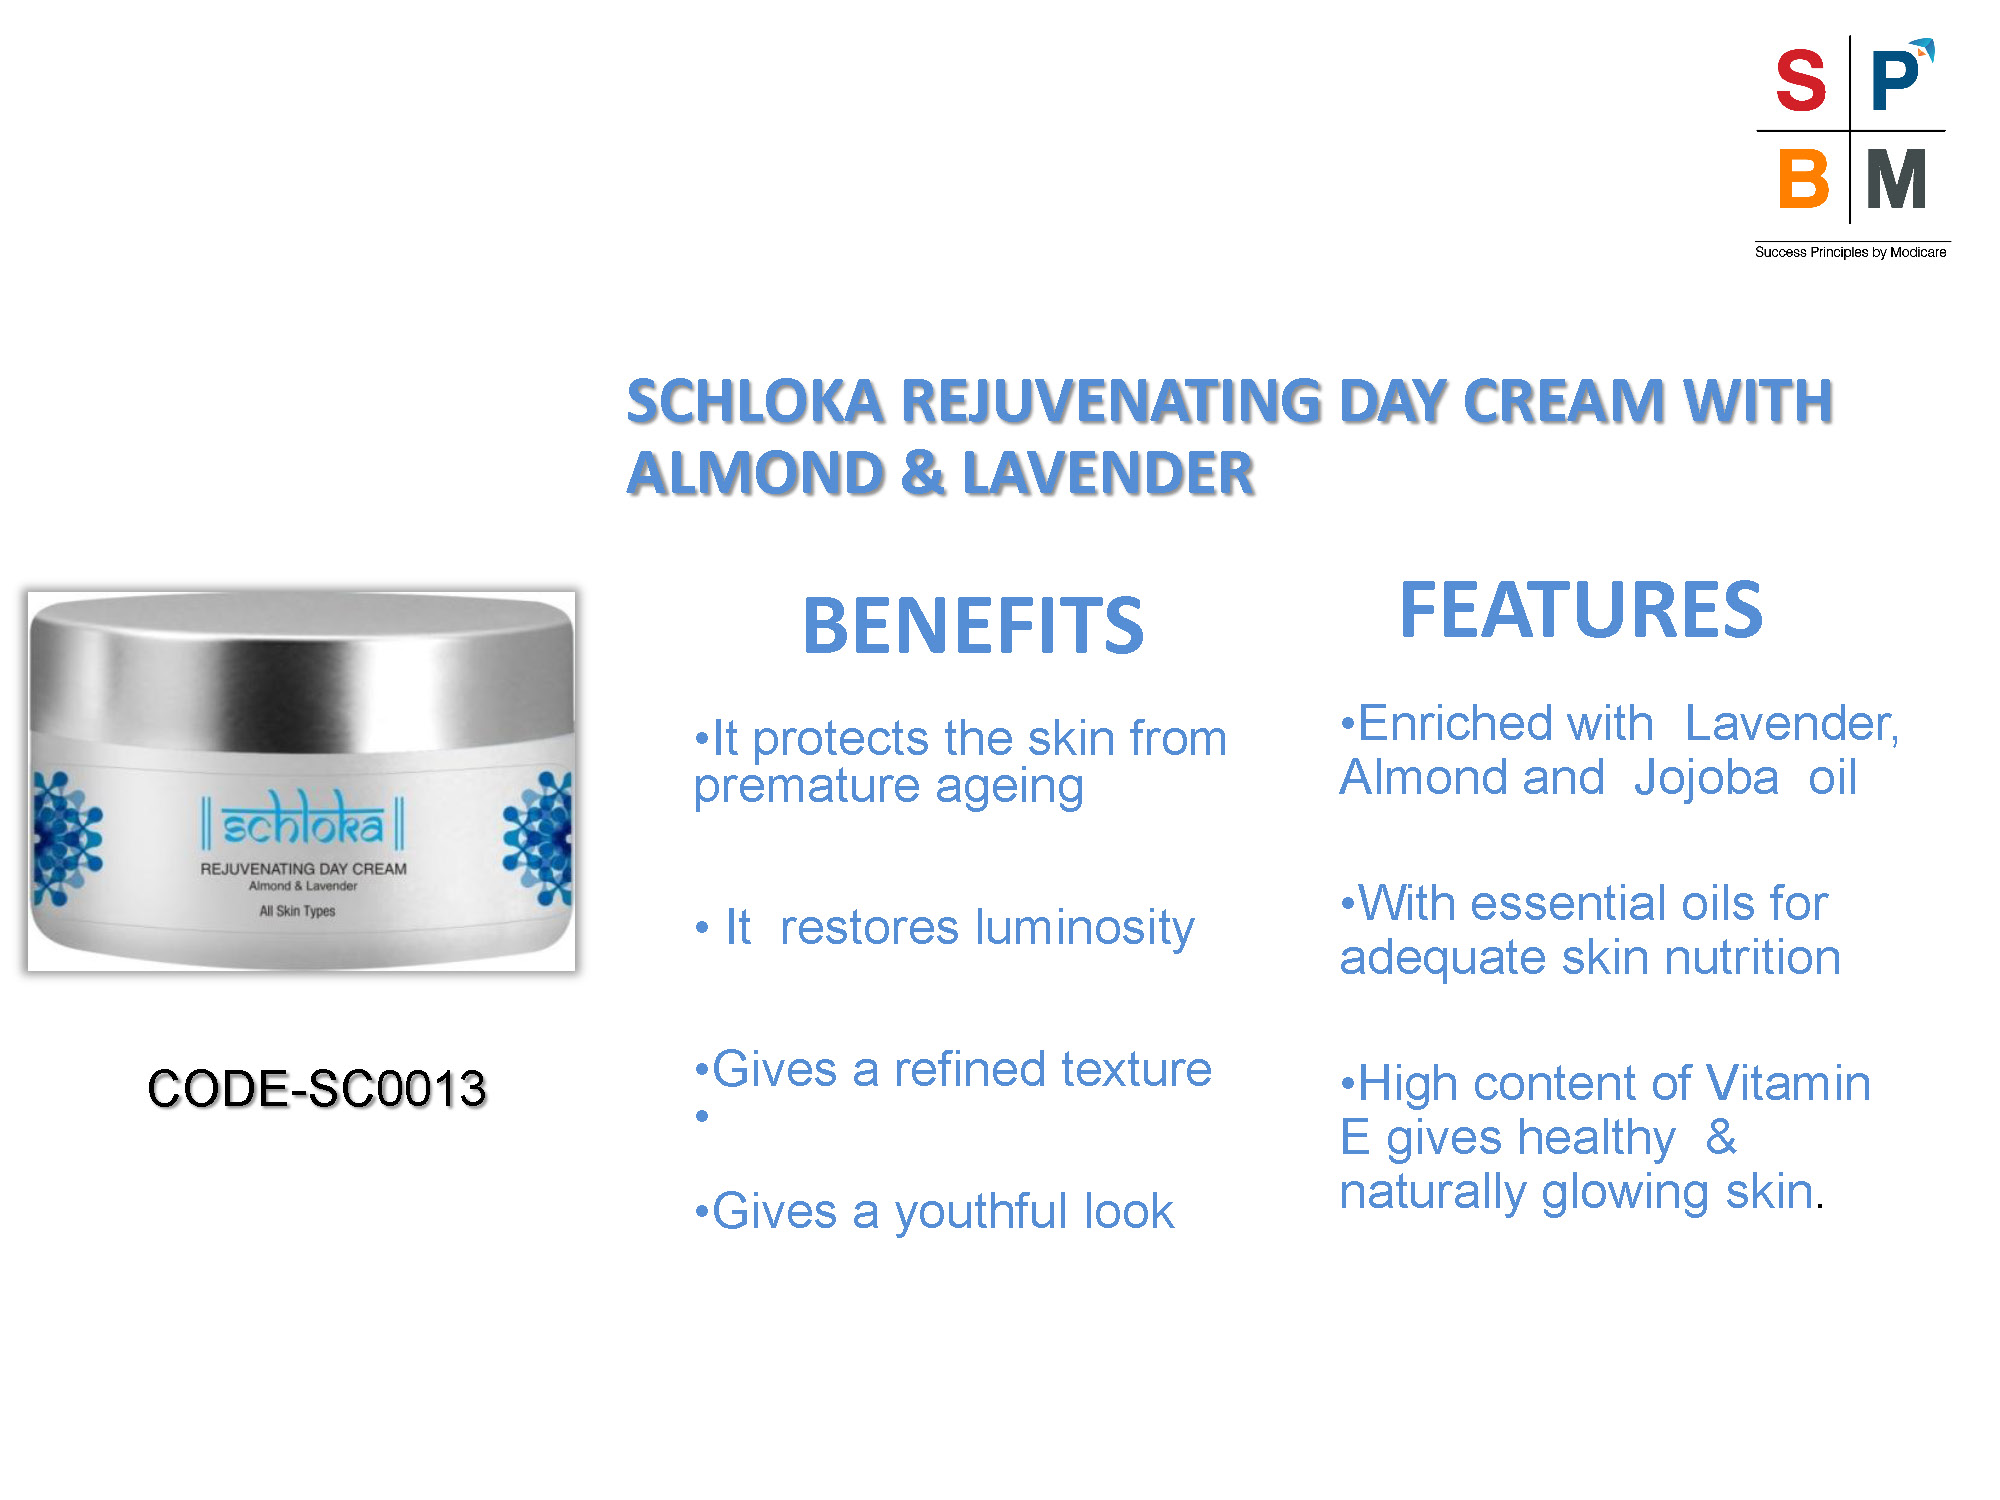 S P
B M
Success Principles by Modicare
SCHLOKA REJUVENATING DAY CREAM WITH
ALMOND & LAVENDER
schloka
REJUVENATING DAY CREAM
Almond & Lavender
All Skin Types
CODE-SC0013
BENEFITS
•It protects the skin from
premature ageing
• It restores luminosity
•Gives a refined texture
•
•Gives a youthful look
FEATURES
•Enriched with Lavender,
Almond and Jojoba oil
•With essential oils for
adequate skin nutrition
•High content of Vitamin
E gives healthy &
naturally glowing skin.